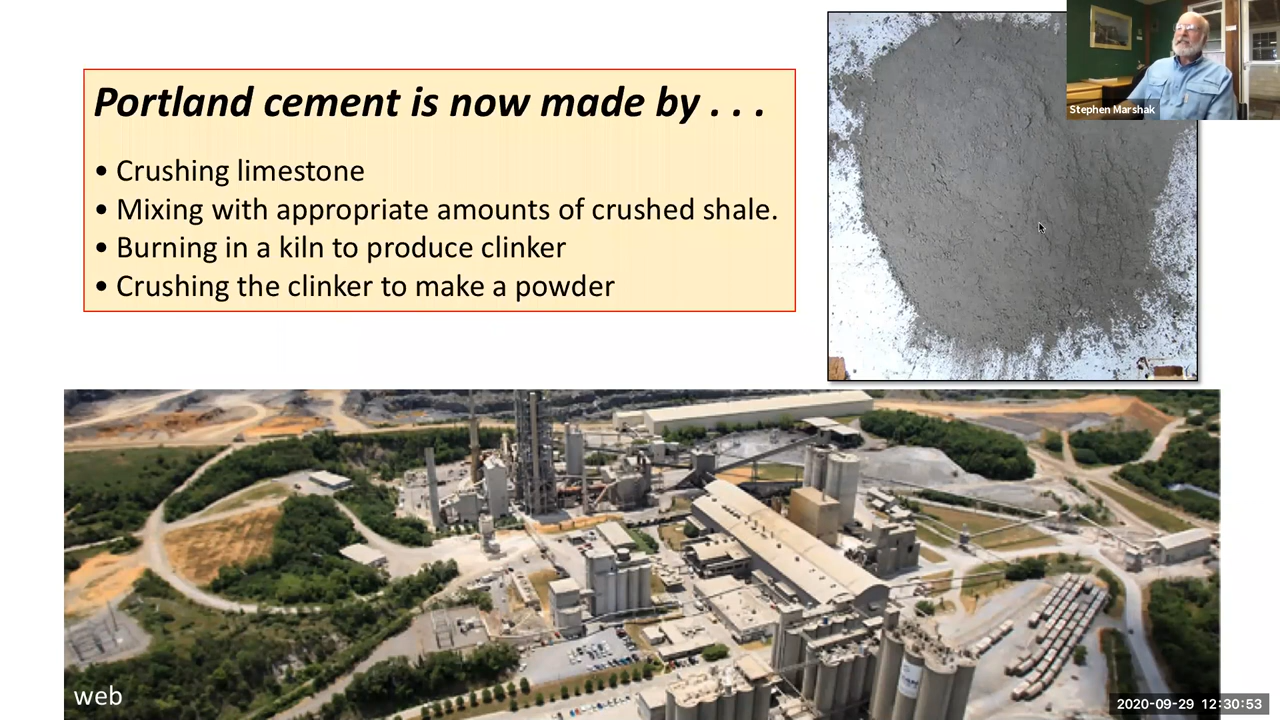 Portland cement is now made by . . .
• Crushing limestone
• Mixing with appropriate amounts of crushed shale.
• Burning in a kiln to produce clinker
• Crushing the clinker to make a powder
Stephen Marshak
web
2020-09-29 12:30:53